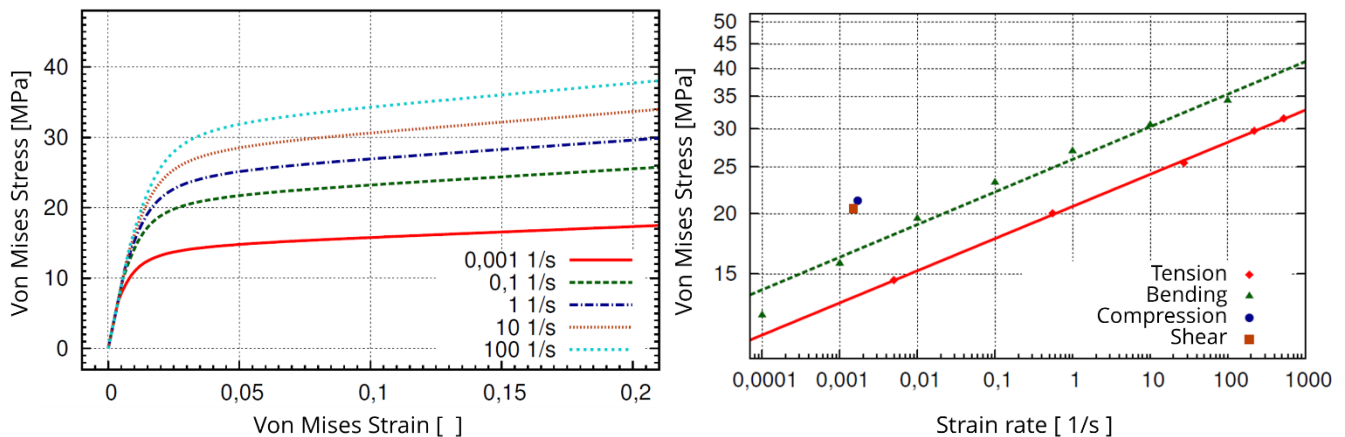 Von Mises Stress [MPa]
40
30
20
10
0
0,001 1/s
0,1 1/s
1 1/s
10 1/s
100 1/s
0
0,05
0,1
0,15
0,2
Von Mises Strain [ ]
Von Mises Stress [MPa]
50
45
40
35
30
25
20
15
Tension
Bending
Compression
Shear
0,0001
0,001
0,01
0,1
1
10
100
1000
Strain rate [ 1/s ]